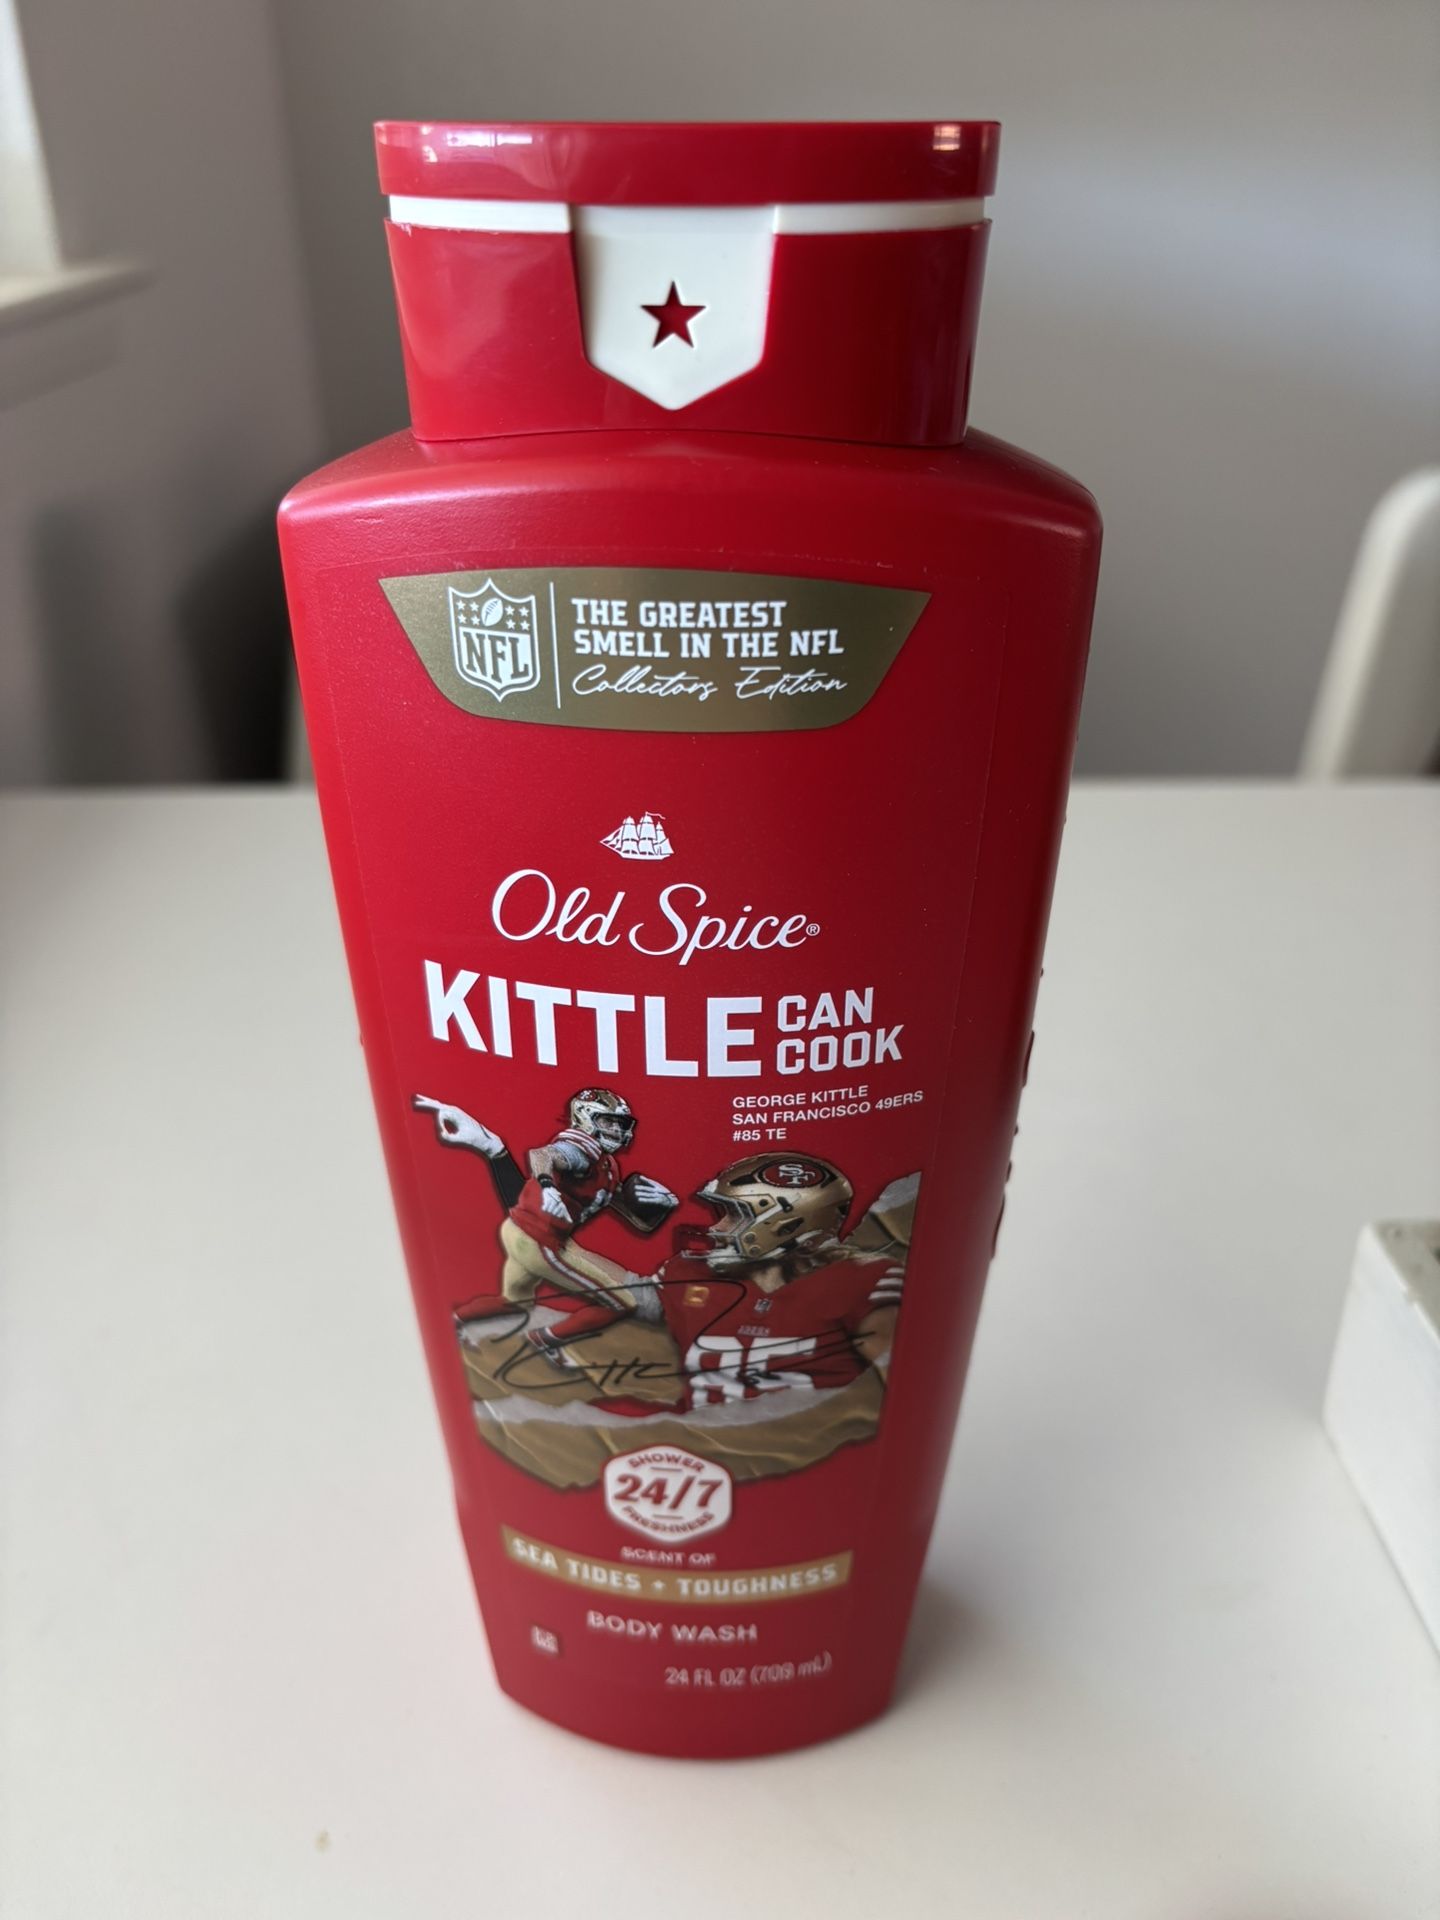 NFL
THE GREATEST
SMELL IN THE NFL
Collectors Edition
Old Spice®
KITTLE CAN
COOK
GEORGE KITTLE
SAN FRANCISCO 49ERS
#85 TE
SF
49ERS
85
SHOWER
24/7
FRESHNESS
SCENT OF
SEA TIDES + TOUGHNESS
BODY WASH
24 FL OZ (709 mL)